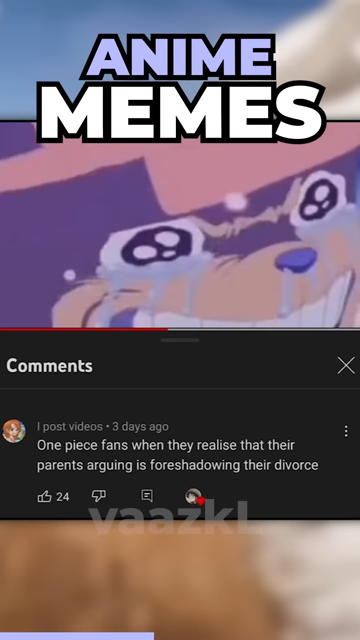 ANIME
MEMES
Comments
I post videos • 3 days ago
One piece fans when they realise that their
parents arguing is foreshadowing their divorce
24
vaazkL